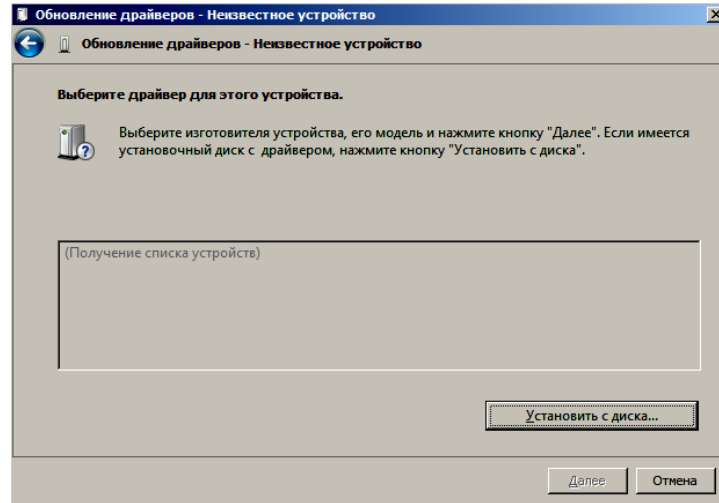 Обновление драйверов - Неизвестное устройство
Обновление драйверов - Неизвестное устройство
Выберите драйвер для этого устройства.
Выберите изготовителя устройства, его модель и нажмите кнопку "Далее". Если имеется
установочный диск с драйвером, нажмите кнопку "Установить с диска".
(Получение списка устройств)
Установить с диска...
Далее
Отмена